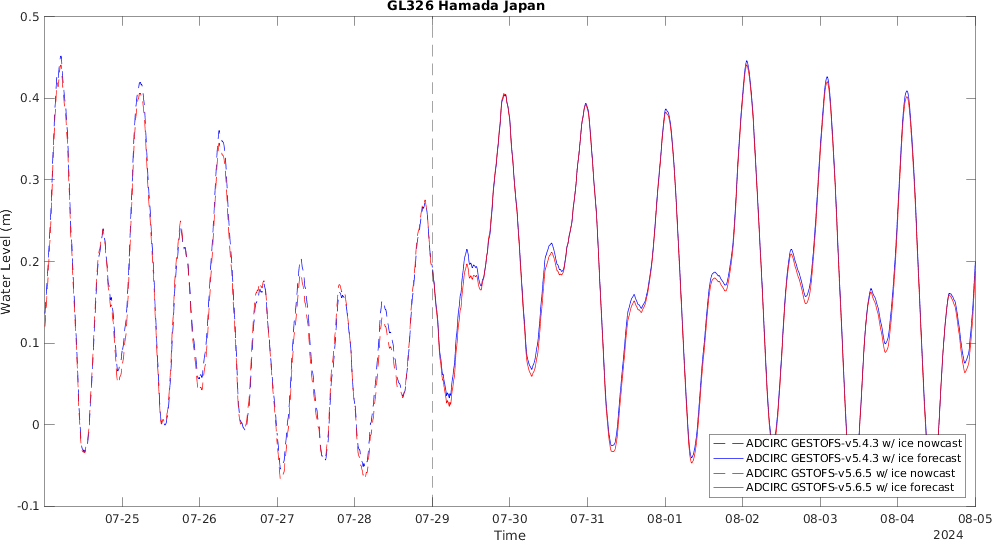 GL326 Hamada Japan
0.5
0.4
0.3
0.2
0.1
0
-0.1
Water Level (m)
07-25
07-26
07-27
07-28
07-29
07-30
07-31
08-01
08-02
08-03
08-04
08-05
Time
2024
ADCIRC GESTOFS-v5.4.3 w/ ice nowcast
ADCIRC GESTOFS-v5.4.3 w/ ice forecast
ADCIRC GSTOFS-v5.6.5 w/ ice nowcast
ADCIRC GSTOFS-v5.6.5 w/ ice forecast